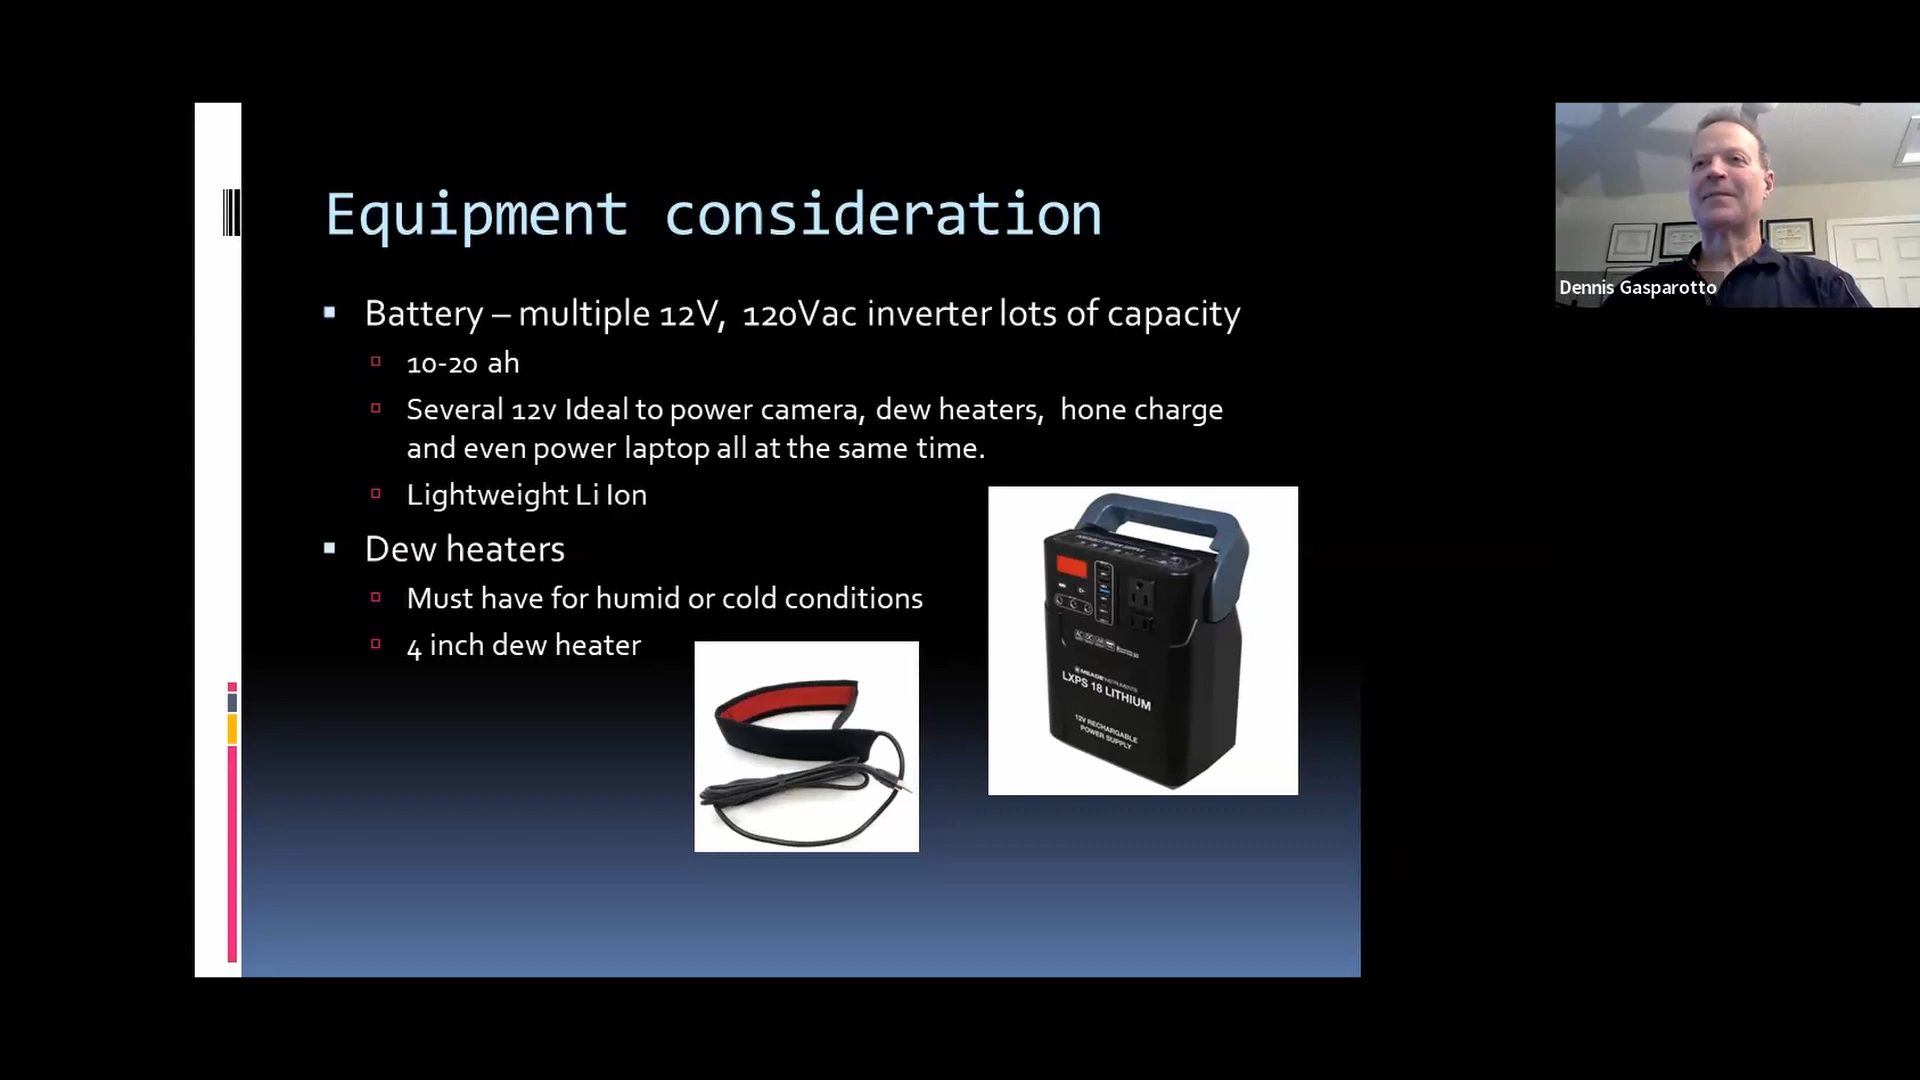 Equipment consideration
Battery – multiple 12V, 120Vac inverter lots of capacity
10-20 ah
Several 12v Ideal to power camera, dew heaters, hone charge
and even power laptop all at the same time.
Lightweight Li Ion
Dew heaters
Must have for humid or cold conditions
4 inch dew heater
MEADE INSTRUMENTS
LXPS 18 LITHIUM
12V RECHARGABLE
POWER SUPPLY
Dennis Gasparotto